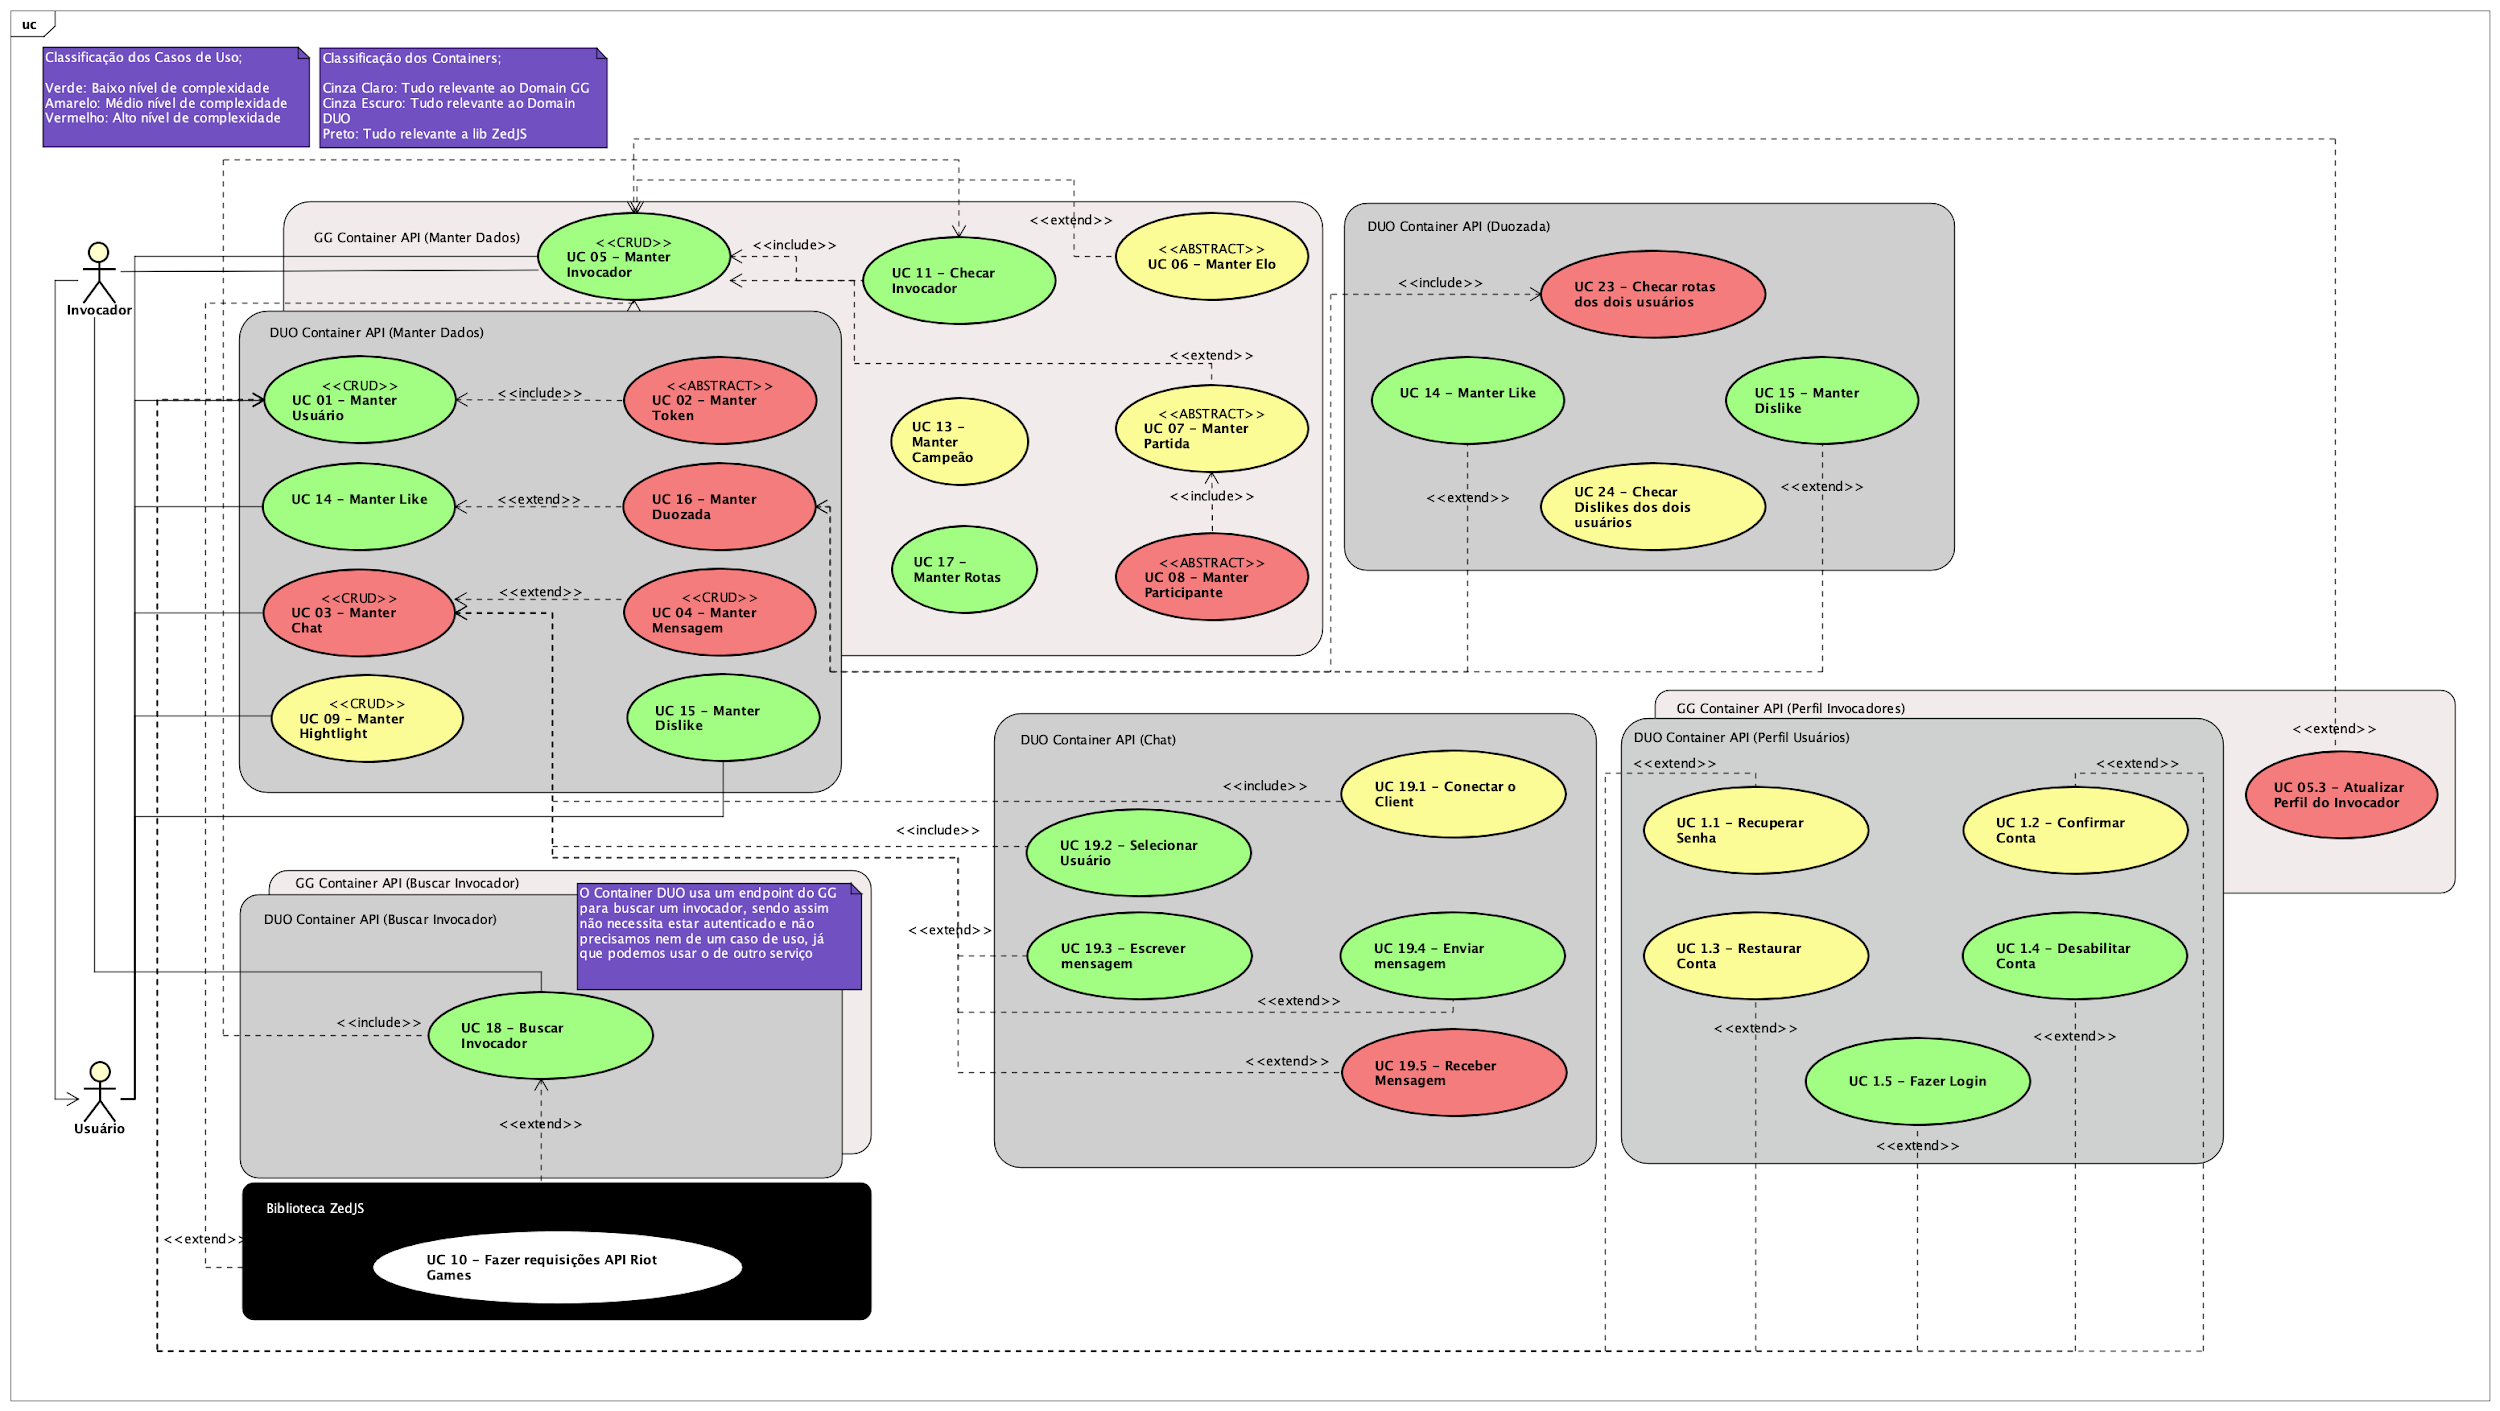 uc
Classificação dos Casos de Uso;
Verde: Baixo nível de complexidade
Amarelo: Médio nível de complexidade
Vermelho: Alto nível de complexidade
Classificação dos Containers;
Cinza Claro: Tudo relevante ao Domain GG
Cinza Escuro: Tudo relevante ao Domain
DUO
Preto: Tudo relevante a lib ZedJS
Invocador
Usuário
GG Container API (Manter Dados)
<<CRUD>>
UC 05 - Manter
Invocador
<<include>>
UC 11 - Checar
Invocador
<<extend>>
<<ABSTRACT>>
UC 06 - Manter Elo
<<extend>>
UC 13 -
Manter
Campeão
<<ABSTRACT>>
UC 07 - Manter
Partida
<<include>>
UC 17 -
Manter Rotas
<<ABSTRACT>>
UC 08 - Manter
Participante
DUO Container API (Manter Dados)
<<CRUD>>
UC 01 - Manter
Usuário
<<include>>
<<ABSTRACT>>
UC 02 - Manter
Token
UC 14 - Manter Like
<<extend>>
UC 16 - Manter
Duozada
<<CRUD>>
UC 03 - Manter
Chat
<<extend>>
<<CRUD>>
UC 04 - Manter
Mensagem
<<CRUD>>
UC 09 - Manter
Hightlight
UC 15 - Manter
Dislike
DUO Container API (Duozada)
<<include>>
UC 23 - Checar rotas
dos dois usuários
UC 14 - Manter Like
UC 15 - Manter
Dislike
<<extend>>
UC 24 - Checar
Dislikes dos dois
usuários
<<extend>>
GG Container API (Buscar Invocador)
DUO Container API (Buscar Invocador)
O Container DUO usa um endpoint do GG
para buscar um invocador, sendo assim
não necessita estar autenticado e não
precisamos nem de um caso de uso, já
que podemos usar o de outro serviço
<<include>>
UC 18 - Buscar
Invocador
<<extend>>
Biblioteca ZedJS
<<extend>>
UC 10 - Fazer requisições API Riot
Games
DUO Container API (Chat)
<<include>>
UC 19.1 - Conectar o
Client
<<include>>
UC 19.2 - Selecionar
Usuário
<<extend>>
UC 19.3 - Escrever
mensagem
UC 19.4 - Enviar
mensagem
<<extend>>
<<extend>>
UC 19.5 - Receber
Mensagem
GG Container API (Perfil Invocadores)
<<extend>>
UC 05.3 - Atualizar
Perfil do Invocador
DUO Container API (Perfil Usuários)
<<extend>>
<<extend>>
UC 1.1 - Recuperar
Senha
UC 1.2 - Confirmar
Conta
UC 1.3 - Restaurar
Conta
UC 1.4 - Desabilitar
Conta
<<extend>>
<<extend>>
UC 1.5 - Fazer Login
<<extend>>